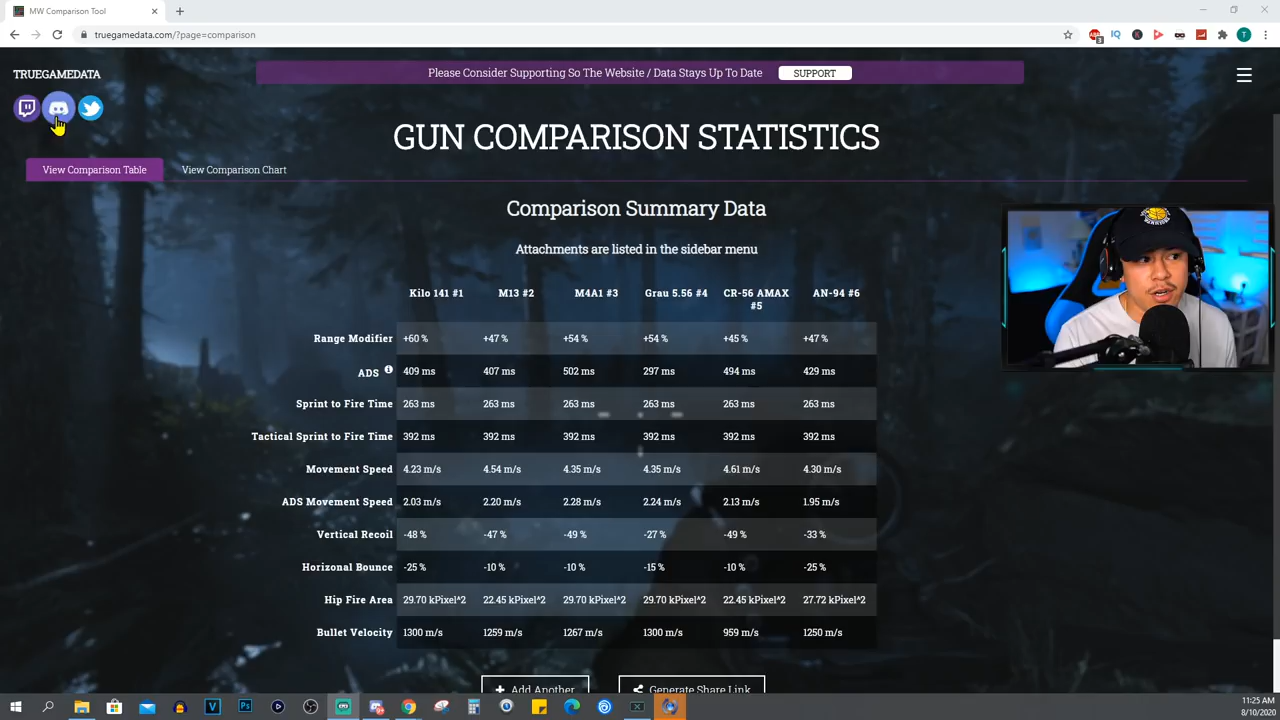 MW Comparison Tool
truegamedata.com/?page=comparison
TRUEGAMEDATA
Please Consider Supporting So The Website / Data Stays Up To Date SUPPORT
GUN COMPARISON STATISTICS
View Comparison Table View Comparison Chart
Comparison Summary Data
Attachments are listed in the sidebar menu
Kilo 141 #1 M13 #2 M4A1 #3 Grau 5.56 #4 CR-56 AMAX #5 AN-94 #6
Range Modifier +60 % +47 % +54 % +54 % +45 % +47 %
ADS 409 ms 407 ms 502 ms 297 ms 494 ms 429 ms
Sprint to Fire Time 263 ms 263 ms 263 ms 263 ms 263 ms 263 ms
Tactical Sprint to Fire Time 392 ms 392 ms 392 ms 392 ms 392 ms 392 ms
Movement Speed 4.23 m/s 4.54 m/s 4.35 m/s 4.35 m/s 4.61 m/s 4.30 m/s
ADS Movement Speed 2.03 m/s 2.20 m/s 2.28 m/s 2.24 m/s 2.13 m/s 1.95 m/s
Vertical Recoil -48 % -47 % -49 % -27 % -49 % -33 %
Horizonal Bounce -25 % -10 % -10 % -15 % -10 % -25 %
Hip Fire Area 29.70 kPixel^2 22.45 kPixel^2 29.70 kPixel^2 29.70 kPixel^2 22.45 kPixel^2 27.72 kPixel^2
Bullet Velocity 1300 m/s 1259 m/s 1267 m/s 1300 m/s 959 m/s 1250 m/s
+ Add Another Generate Share Link
11:25 AM
8/10/2020